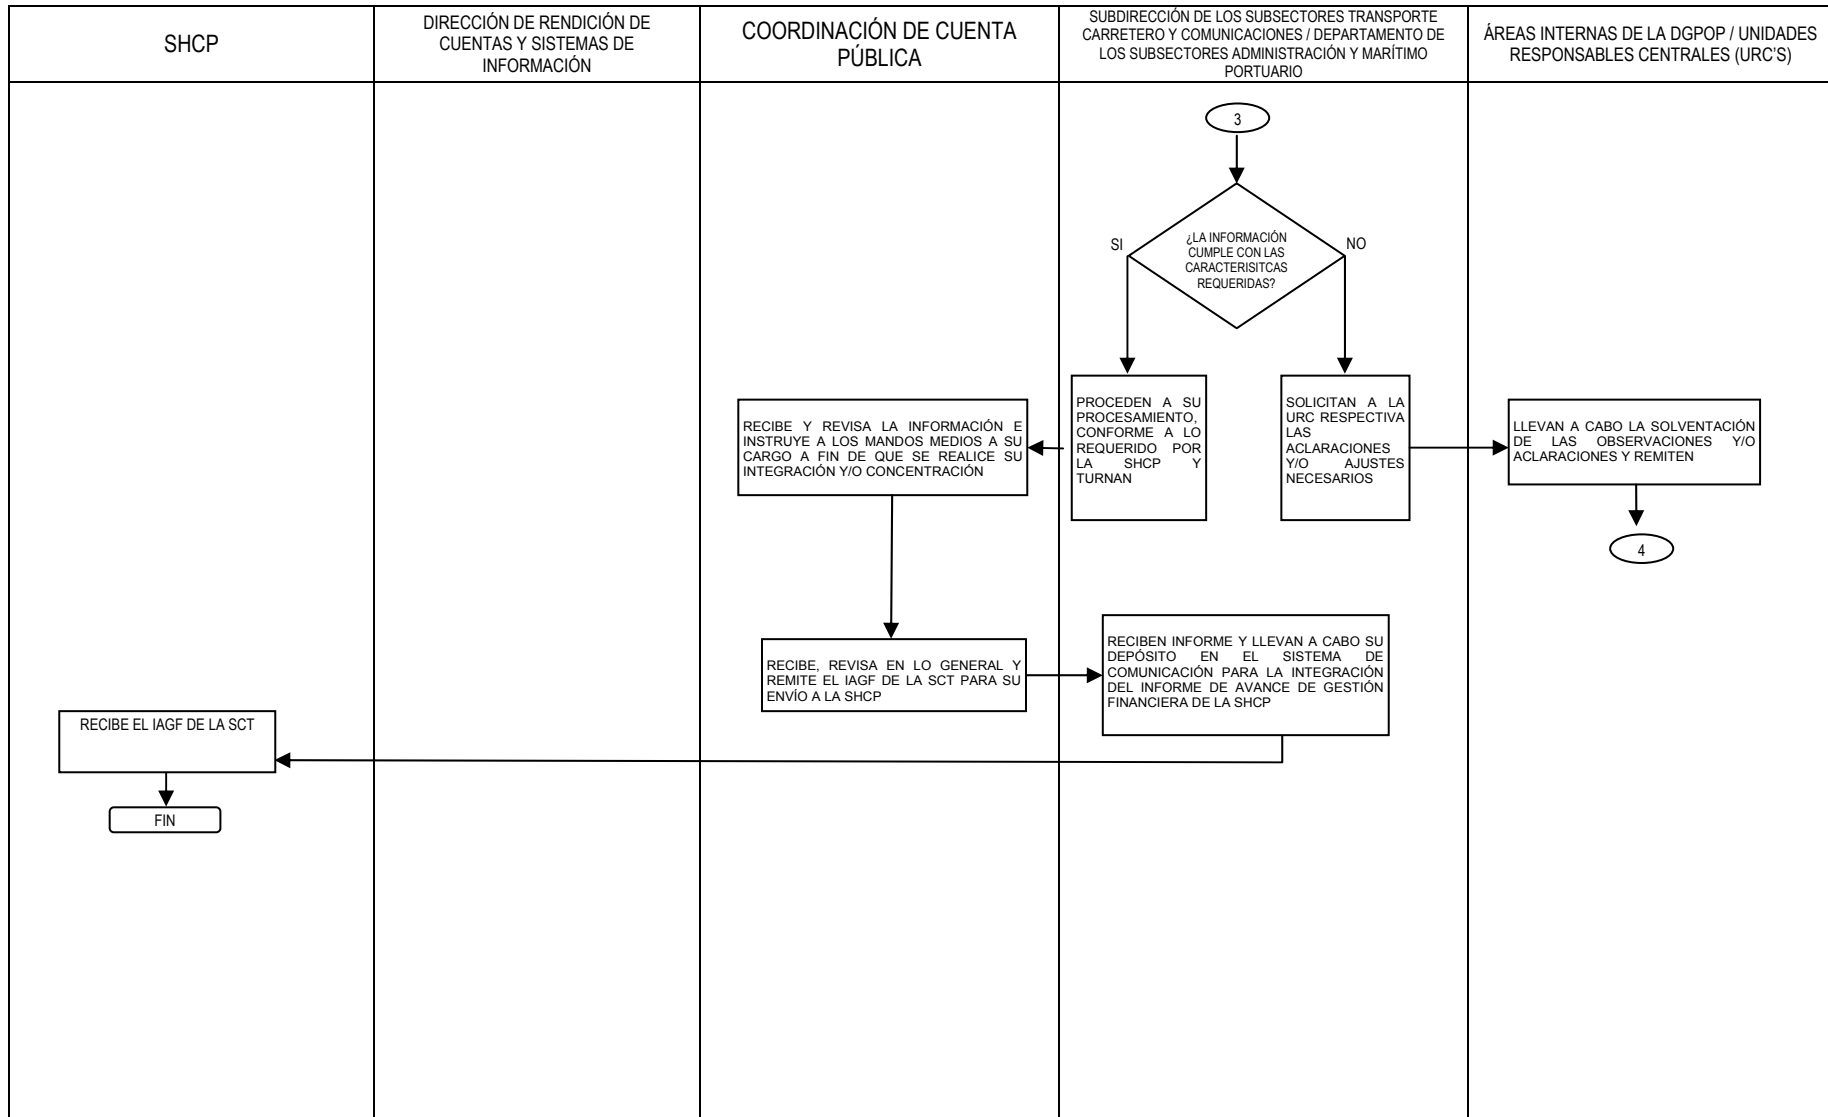 SHCP
DIRECCIÓN DE RENDICIÓN DE
CUENTAS Y SISTEMAS DE
INFORMACIÓN
COORDINACIÓN DE CUENTA
PÚBLICA
SUBDIRECCIÓN DE LOS SUBSECTORES TRANSPORTE
CARRETERO Y COMUNICACIONES / DEPARTAMENTO DE
LOS SUBSECTORES ADMINISTRACIÓN Y MARÍTIMO
PORTUARIO
ÁREAS INTERNAS DE LA DGPOP / UNIDADES
RESPONSABLES CENTRALES (URC'S)
3
¿LA INFORMACIÓN
CUMPLE CON LAS
CARACTERISITCAS
REQUERIDAS?
SI
NO
PROCEDEN A SU
PROCESAMIENTO,
CONFORME A LO
REQUERIDO POR
LA SHCP Y
TURNAN
SOLICITAN A LA
URC RESPECTIVA
LAS
ACLARACIONES
Y/O AJUSTES
NECESARIOS
LLEVAN A CABO LA SOLVENTACIÓN
DE LAS OBSERVACIONES Y/O
ACLARACIONES Y REMITEN
4
RECIBE Y REVISA LA INFORMACIÓN E
INSTRUYE A LOS MANDOS MEDIOS A SU
CARGO A FIN DE QUE SE REALICE SU
INTEGRACIÓN Y/O CONCENTRACIÓN
RECIBE, REVISA EN LO GENERAL Y
REMITE EL IAGF DE LA SCT PARA SU
ENVÍO A LA SHCP
RECIBEN INFORME Y LLEVAN A CABO SU
DEPÓSITO EN EL SISTEMA DE
COMUNICACIÓN PARA LA INTEGRACIÓN
DEL INFORME DE AVANCE DE GESTIÓN
FINANCIERA DE LA SHCP
RECIBE EL IAGF DE LA SCT
FIN